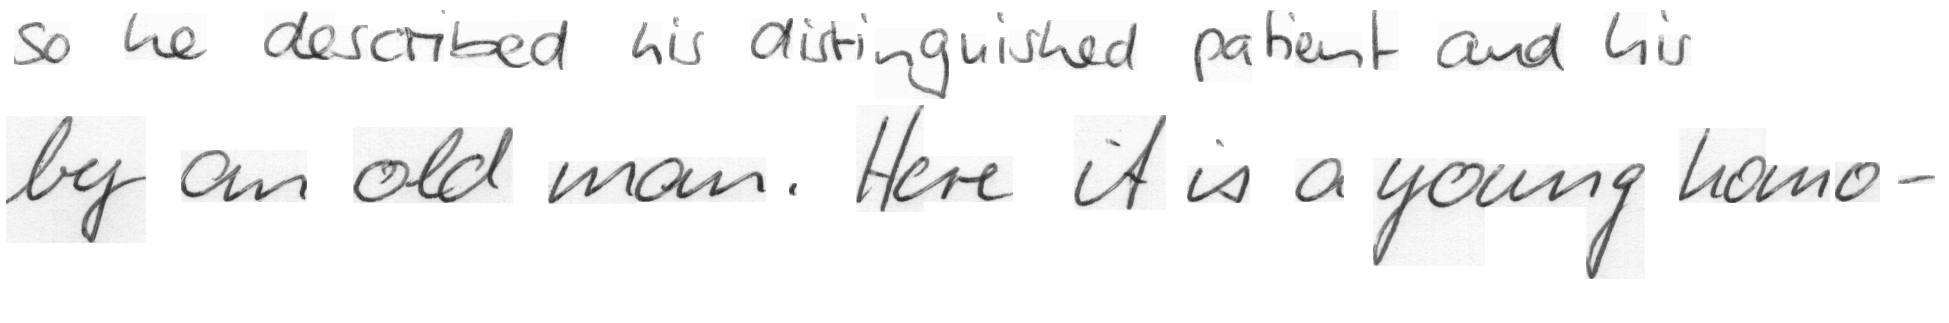 so he described his distinguished patient and his
by an old man. Here it is a young homo-